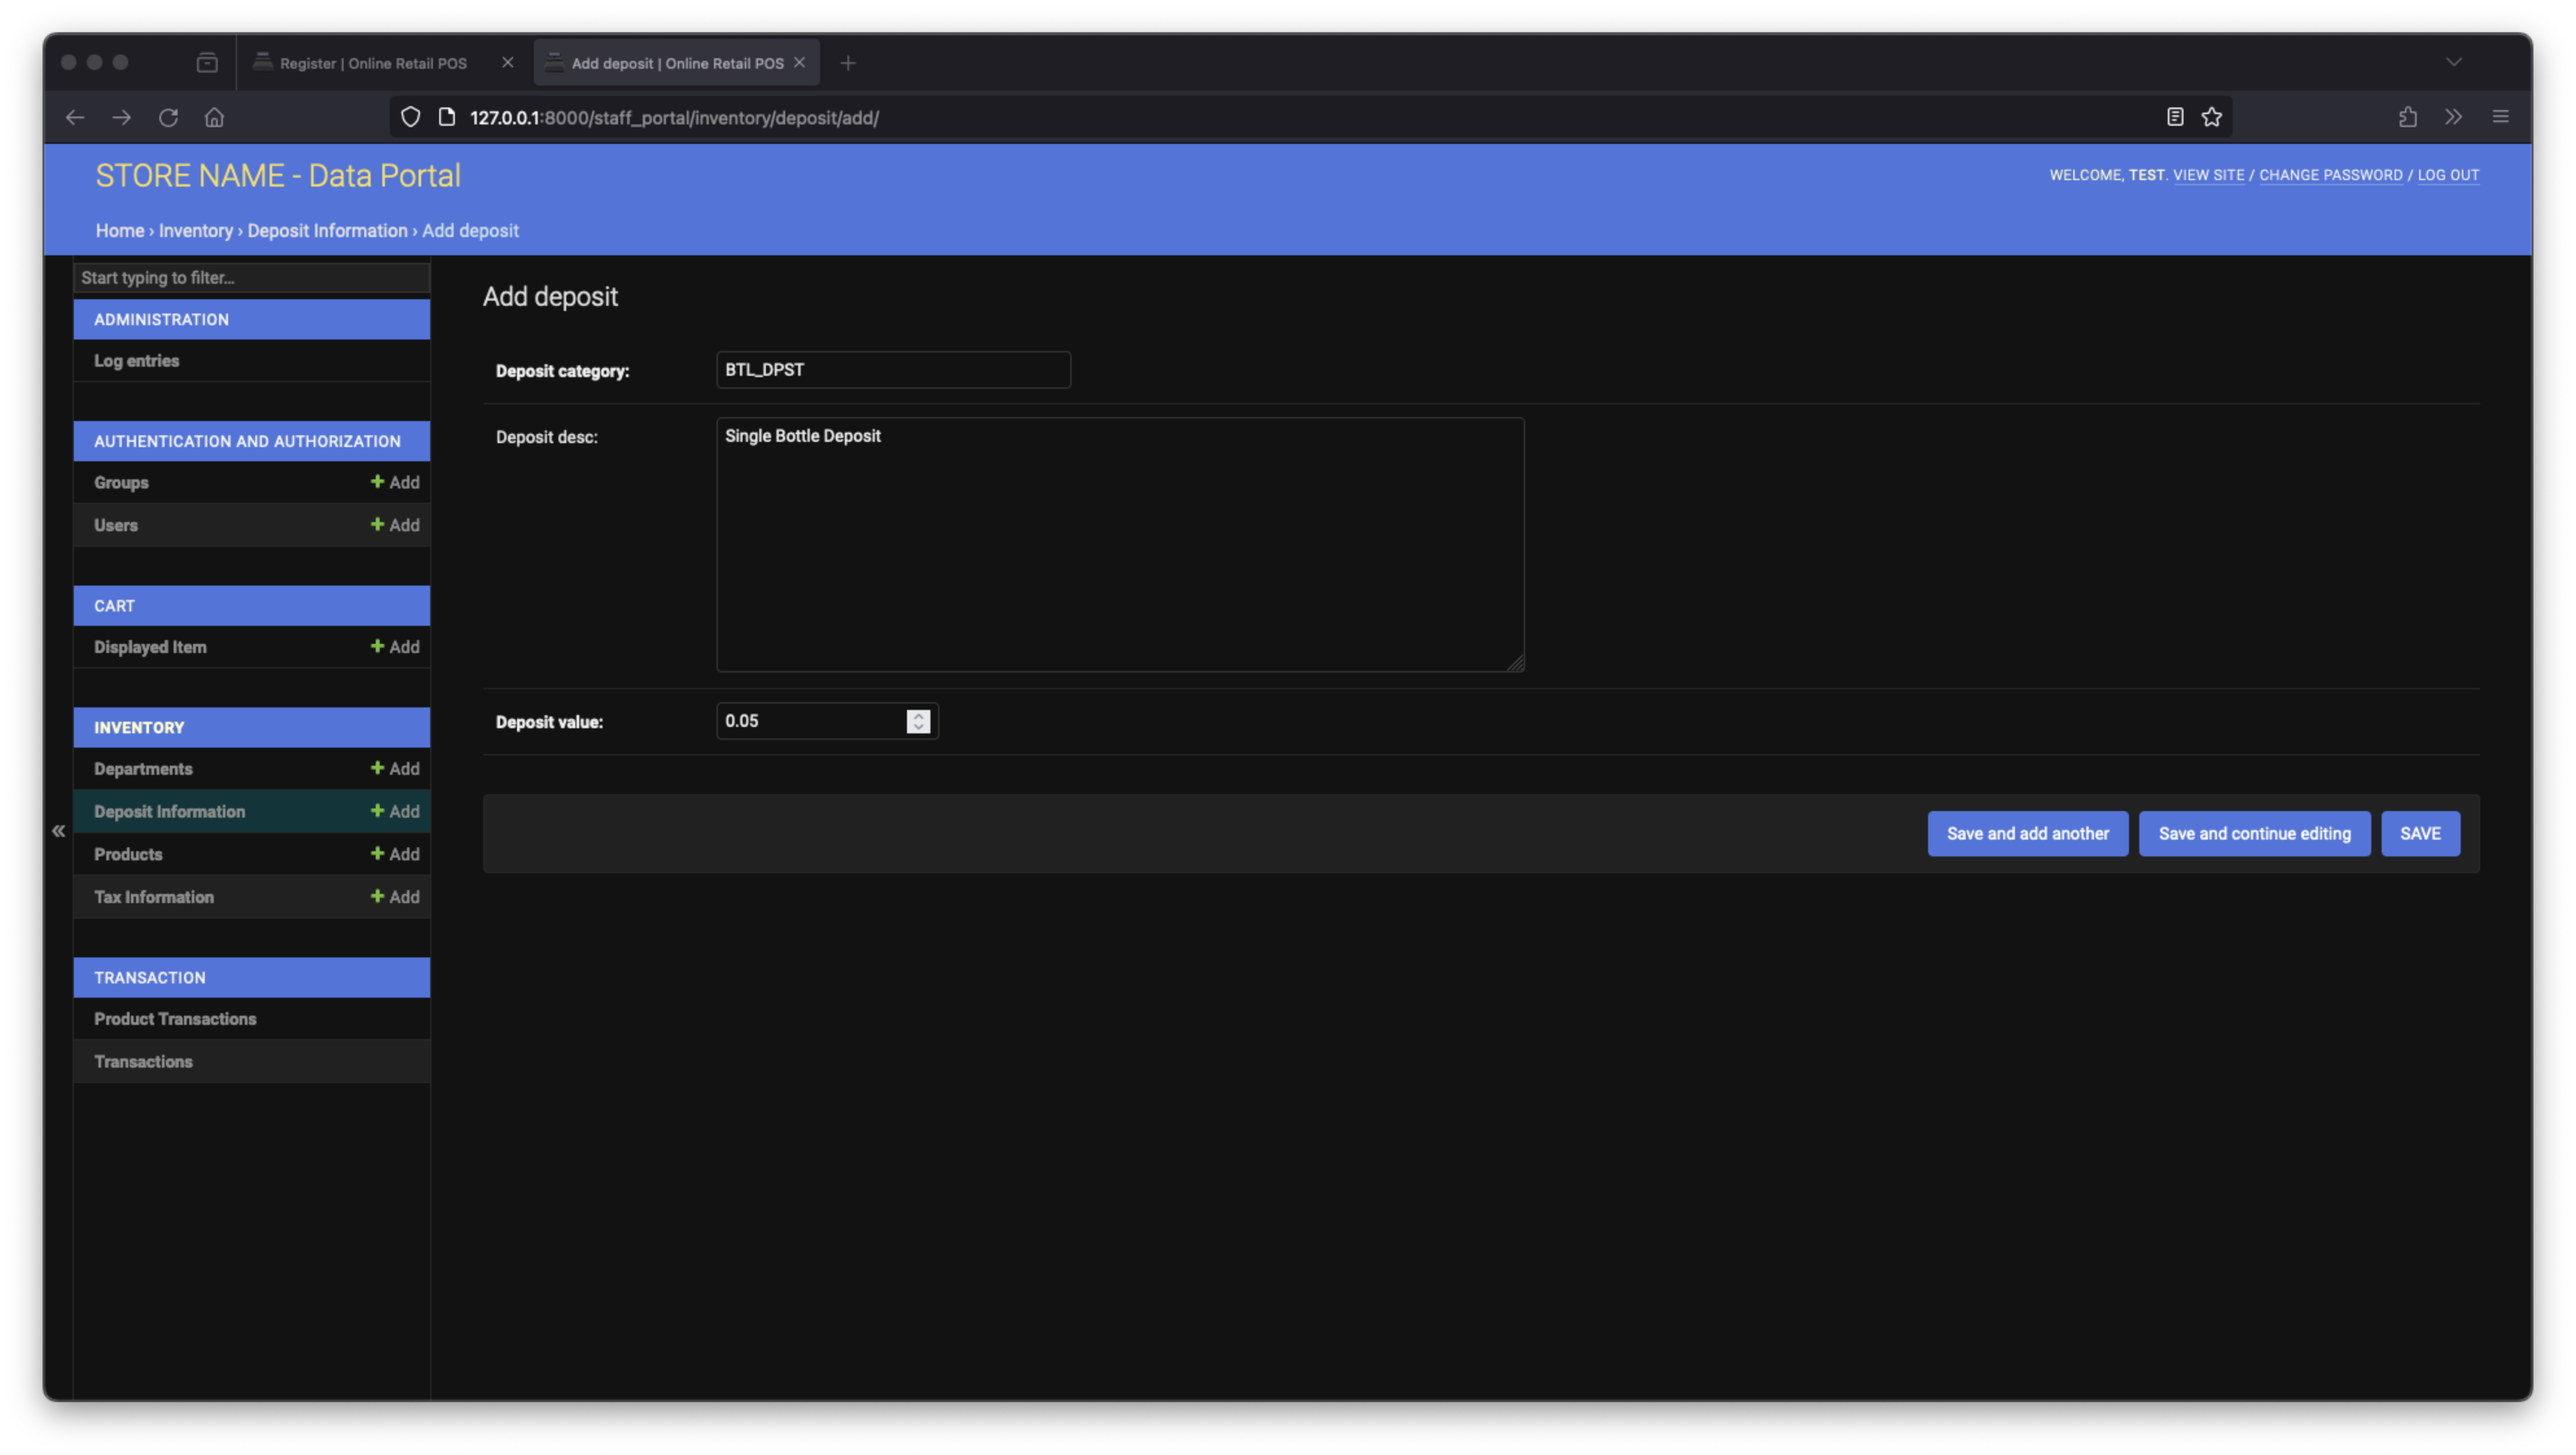 Register | Online Retail POS
Add deposit | Online Retail POS
127.0.0.1:8000/staff_portal/inventory/deposit/add/
STORE NAME - Data Portal
WELCOME, TEST. VIEW SITE / CHANGE PASSWORD / LOG OUT
Home › Inventory › Deposit Information › Add deposit
Start typing to filter...
ADMINISTRATION
Log entries
AUTHENTICATION AND AUTHORIZATION
Groups + Add
Users + Add
CART
Displayed Item + Add
INVENTORY
Departments + Add
Deposit Information + Add
Products + Add
Tax Information + Add
TRANSACTION
Product Transactions
Transactions
«
Add deposit
Deposit category: BTL_DPST
Deposit desc: Single Bottle Deposit
Deposit value: 0.05
Save and add another
Save and continue editing
SAVE